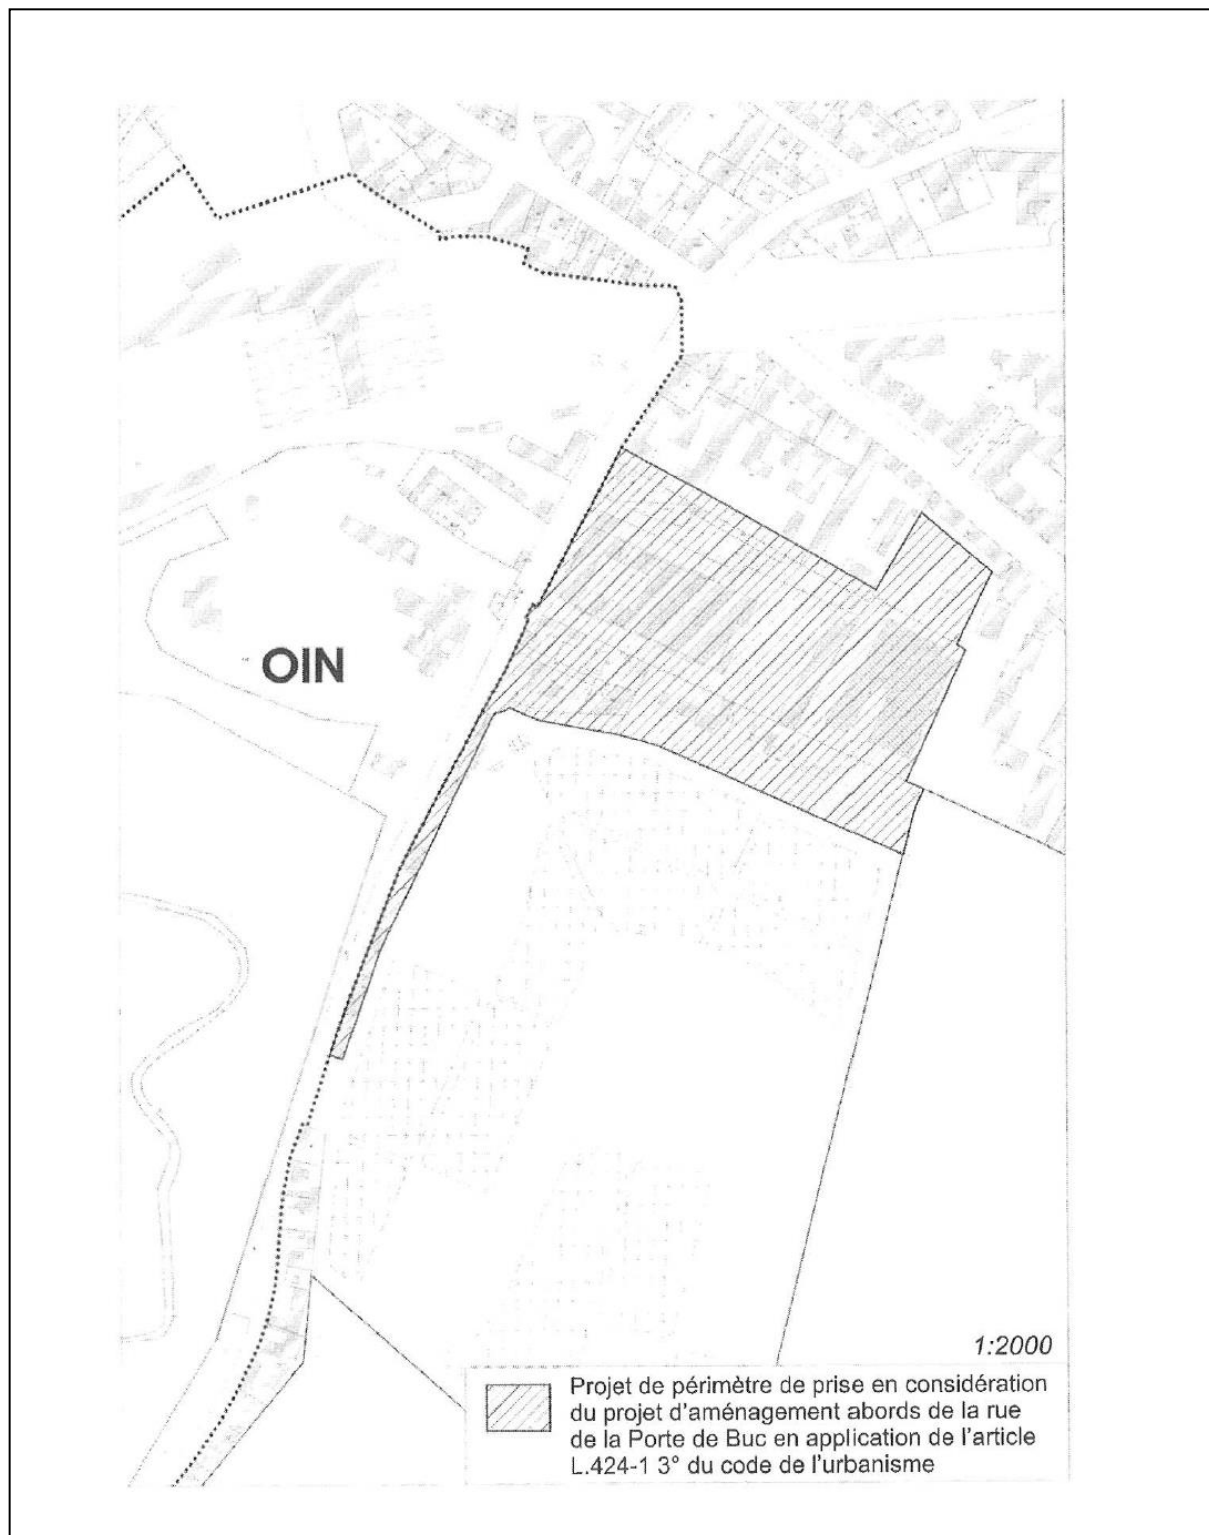 OIN
1:2000
Projet de périmètre de prise en considération
du projet d'aménagement abords de la rue
de la Porte de Buc en application de l'article
L.424-1 3° du code de l'urbanisme